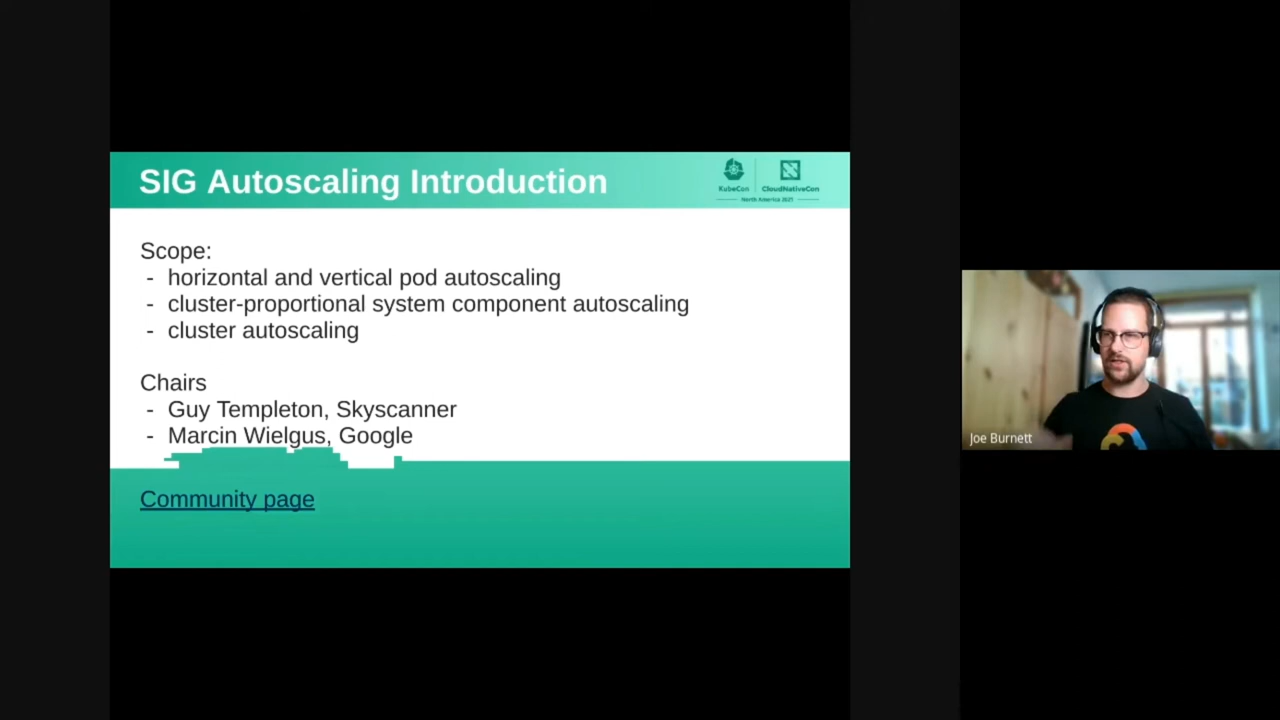 SIG Autoscaling Introduction
KubeCon
CloudNativeCon
North America 2021
Scope:
- horizontal and vertical pod autoscaling
- cluster-proportional system component autoscaling
- cluster autoscaling
Chairs
- Guy Templeton, Skyscanner
- Marcin Wielgus, Google
Community page
Joe Burnett